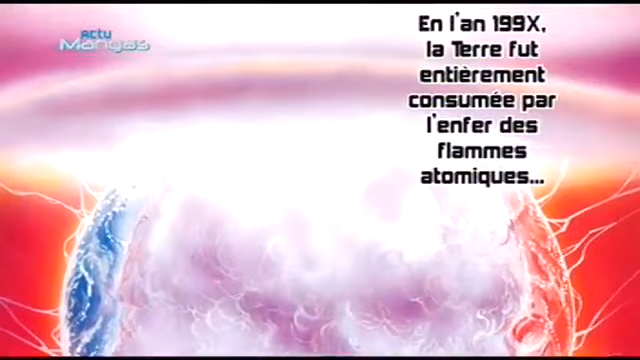 Actu
Mangas
En l'an 199X,
la Terre fut
entièrement
consumée par
l'enfer des
flammes
atomiques...